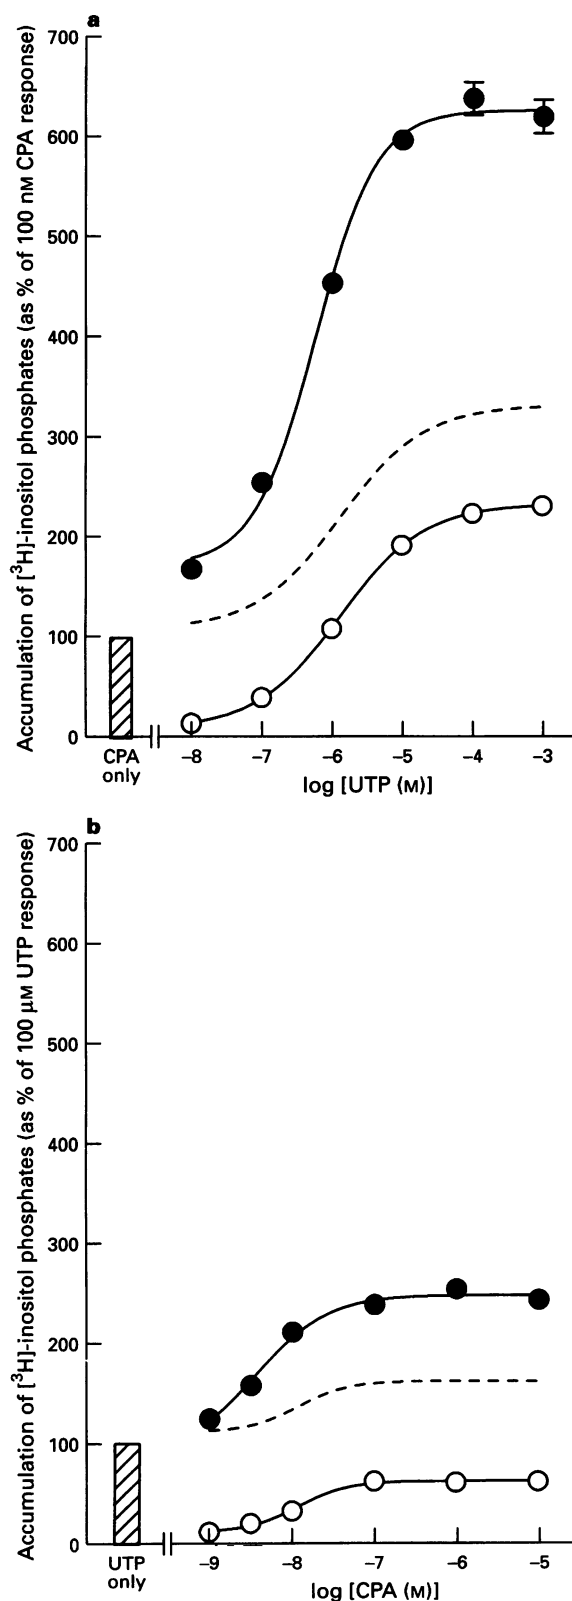 a
Accumulation of [³H]-inositol phosphates (as % of 100 nM CPA response)
700
600
500
400
300
200
100
0
CPA
only
−8
−7
−6
−5
−4
−3
log [UTP (M)]
b
Accumulation of [³H]-inositol phosphates (as % of 100 μM UTP response)
700
600
500
400
300
200
100
0
UTP
only
−9
−8
−7
−6
−5
log [CPA (M)]